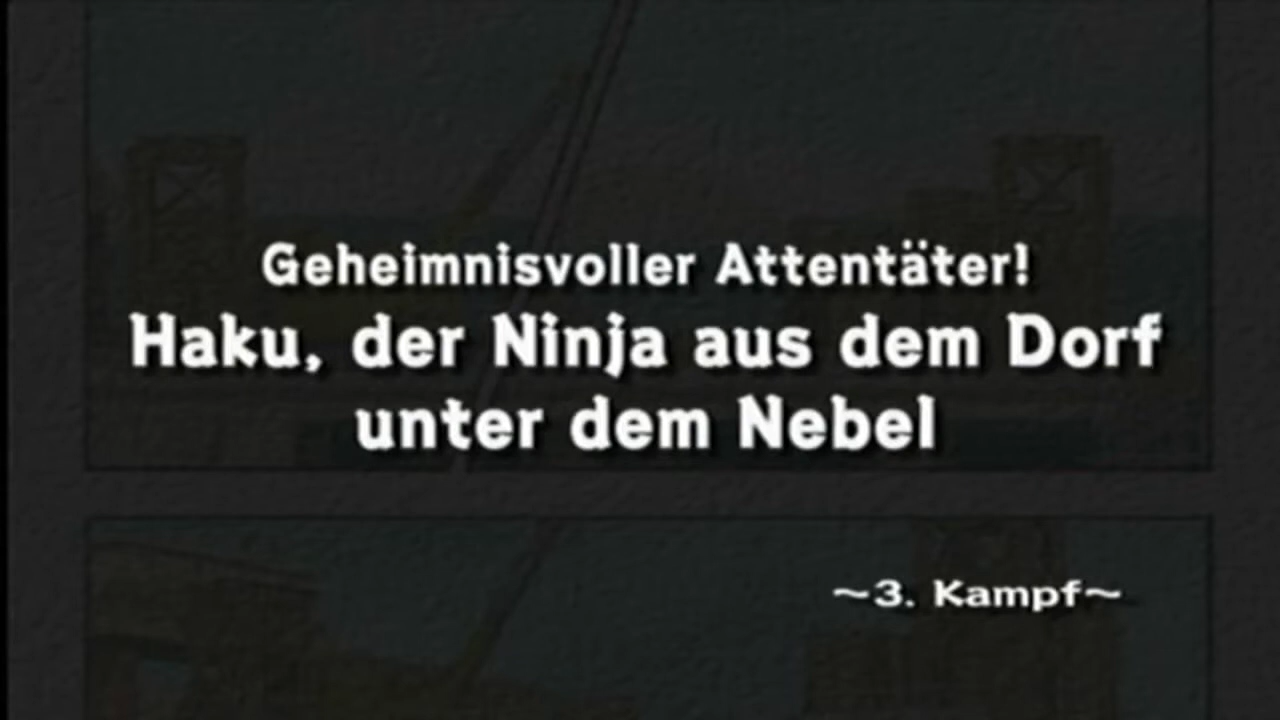 Geheimnisvoller Attentäter!
Haku, der Ninja aus dem Dorf
unter dem Nebel
~3. Kampf~